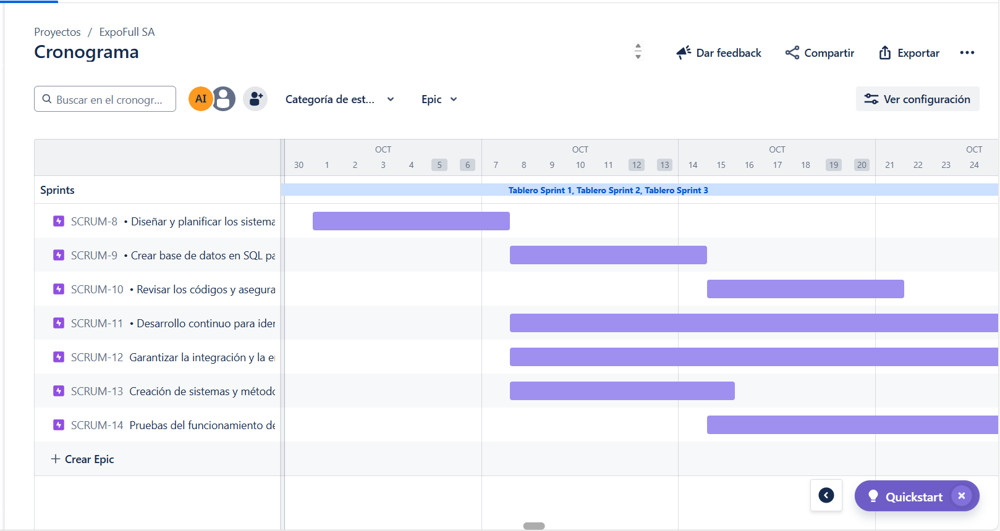 Proyectos / ExpoFull SA
Cronograma
Dar feedback
Compartir
Exportar
Buscar en el cronogr...
AI
Categoría de est...
Epic
Ver configuración
OCT OCT OCT OCT
30 1 2 3 4 5 6 7 8 9 10 11 12 13 14 15 16 17 18 19 20 21 22 23 24
Sprints
Tablero Sprint 1, Tablero Sprint 2, Tablero Sprint 3
SCRUM-8 • Diseñar y planificar los sistema
SCRUM-9 • Crear base de datos en SQL pa
SCRUM-10 • Revisar los códigos y asegura
SCRUM-11 • Desarrollo continuo para iden
SCRUM-12 Garantizar la integración y la e
SCRUM-13 Creación de sistemas y método
SCRUM-14 Pruebas del funcionamiento de
+ Crear Epic
Quickstart